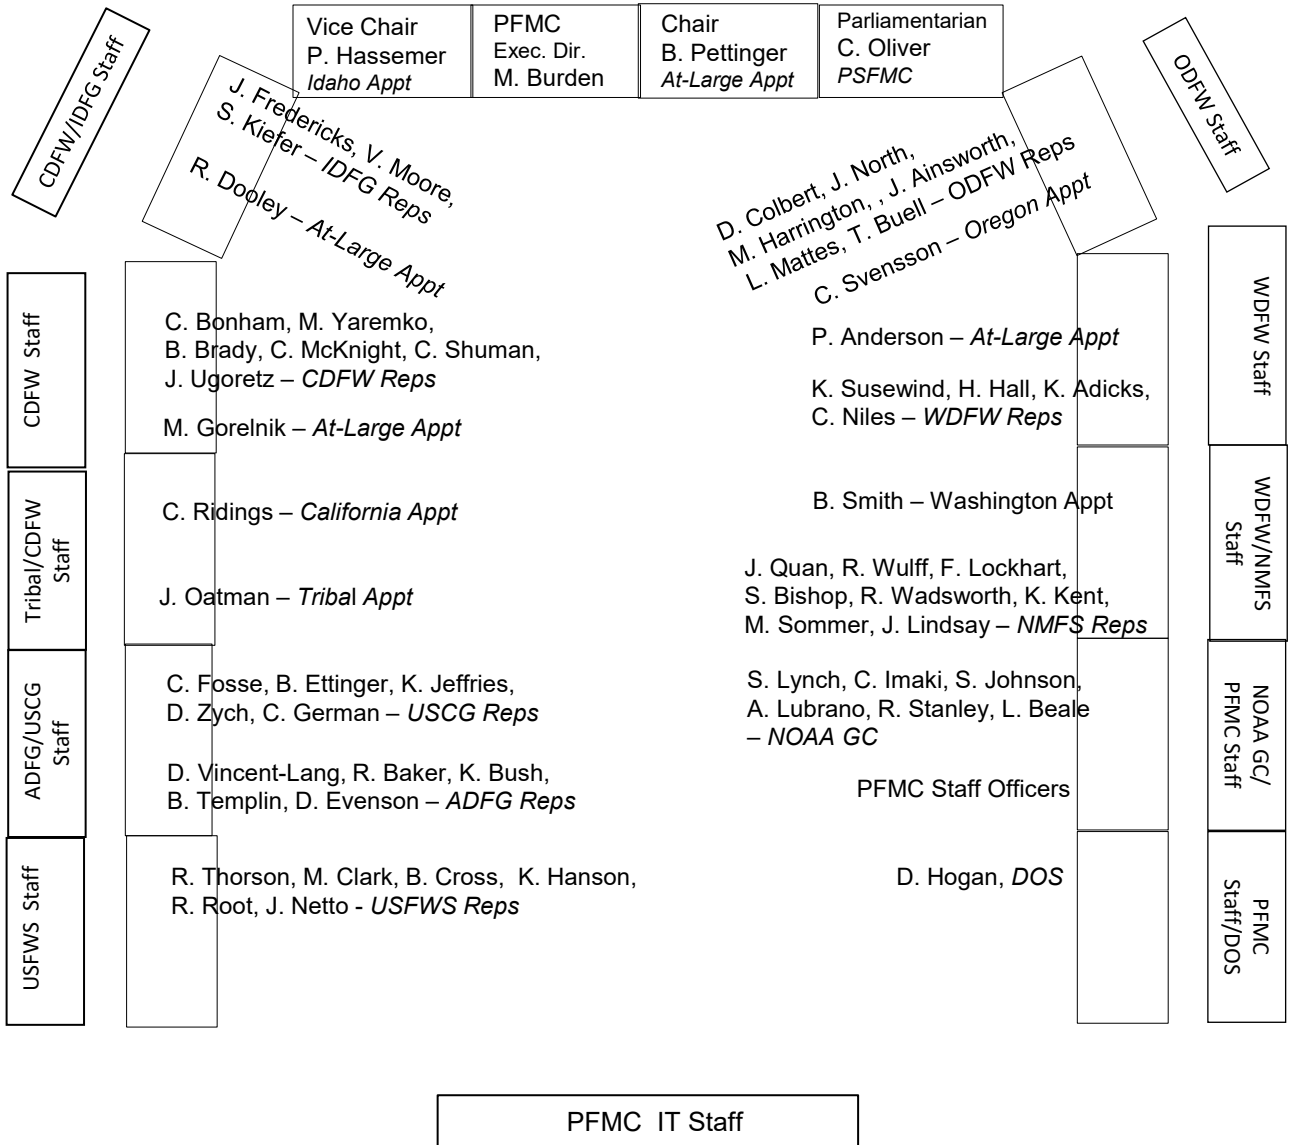 Vice Chair
P. Hassemer
Idaho Appt
PFMC
Exec. Dir.
M. Burden
Chair
B. Pettinger
At-Large Appt
Parliamentarian
C. Oliver
PSFMC
CDFW/IDFG Staff
ODFW Staff
J. Fredericks, V. Moore,
S. Kiefer – IDFG Reps
R. Dooley – At-Large Appt
D. Colbert, J. North,
M. Harrington, , J. Ainsworth,
L. Mattes, T. Buell – ODFW Reps
C. Svensson – Oregon Appt
CDFW Staff
C. Bonham, M. Yaremko,
B. Brady, C. McKnight, C. Shuman,
J. Ugoretz – CDFW Reps
M. Gorelnik – At-Large Appt
P. Anderson – At-Large Appt
K. Susewind, H. Hall, K. Adicks,
C. Niles – WDFW Reps
WDFW Staff
Tribal/CDFW
Staff
C. Ridings – California Appt
J. Oatman – Tribal Appt
B. Smith – Washington Appt
J. Quan, R. Wulff, F. Lockhart,
S. Bishop, R. Wadsworth, K. Kent,
M. Sommer, J. Lindsay – NMFS Reps
WDFW/NMFS
Staff
ADFG/USCG
Staff
C. Fosse, B. Ettinger, K. Jeffries,
D. Zych, C. German – USCG Reps
D. Vincent-Lang, R. Baker, K. Bush,
B. Templin, D. Evenson – ADFG Reps
S. Lynch, C. Imaki, S. Johnson,
A. Lubrano, R. Stanley, L. Beale
– NOAA GC
PFMC Staff Officers
NOAA GC/
PFMC Staff
USFWS Staff
R. Thorson, M. Clark, B. Cross, K. Hanson,
R. Root, J. Netto - USFWS Reps
D. Hogan, DOS
PFMC
Staff/DOS
PFMC IT Staff